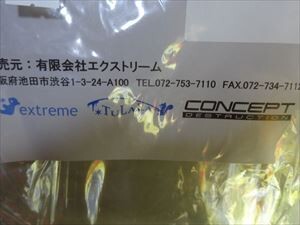 売元：有限会社エクストリーム
阪府池田市渋谷1-3-24-A100 TEL.072-753-7110 FAX.072-734-7112
extreme CONCEPT
DESTRUCTION